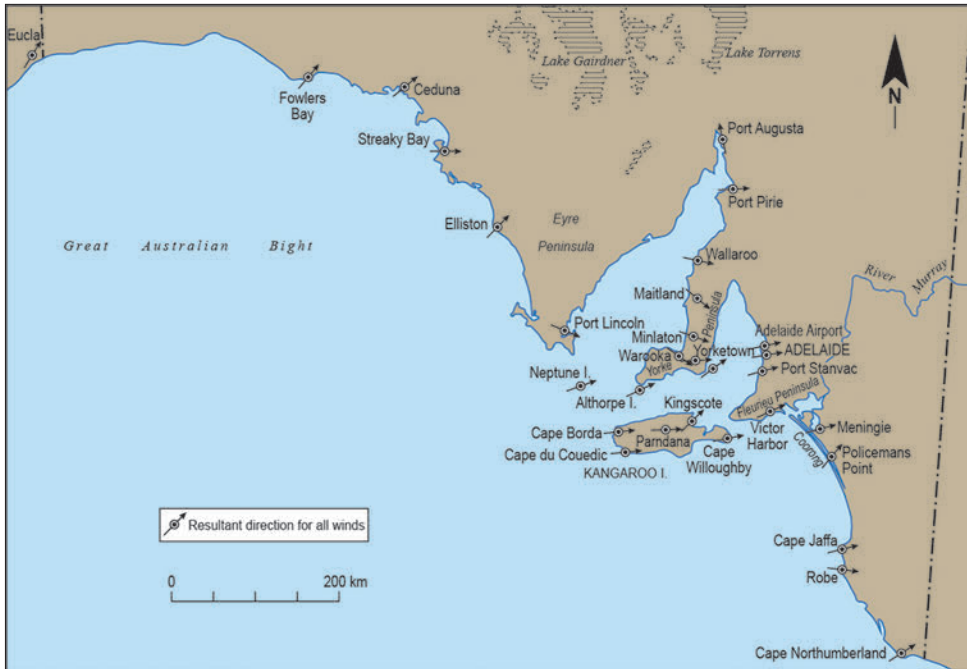 Eucla
Lake Gairdner
Lake Torrens
Fowlers
Bay
Ceduna
N
Streaky Bay
Port Augusta
Port Pirie
Elliston
Eyre
Peninsula
Great Australian Bight
Wallaroo
River Murray
Maitland
Peninsula
Port Lincoln
Minlaton
Adelaide Airport
Warooka
Yorketown
ADELAIDE
Yorke
Port Stanvac
Neptune I.
Althorpe I.
Kingscote
Fleurieu Peninsula
Cape Borda
Parndana
Victor
Harbor
Meningie
Cape du Couedic
Cape
Willoughby
Coorong
Policemans
Point
KANGAROO I.
Resultant direction for all winds
Cape Jaffa
0 200 km
Robe
Cape Northumberland